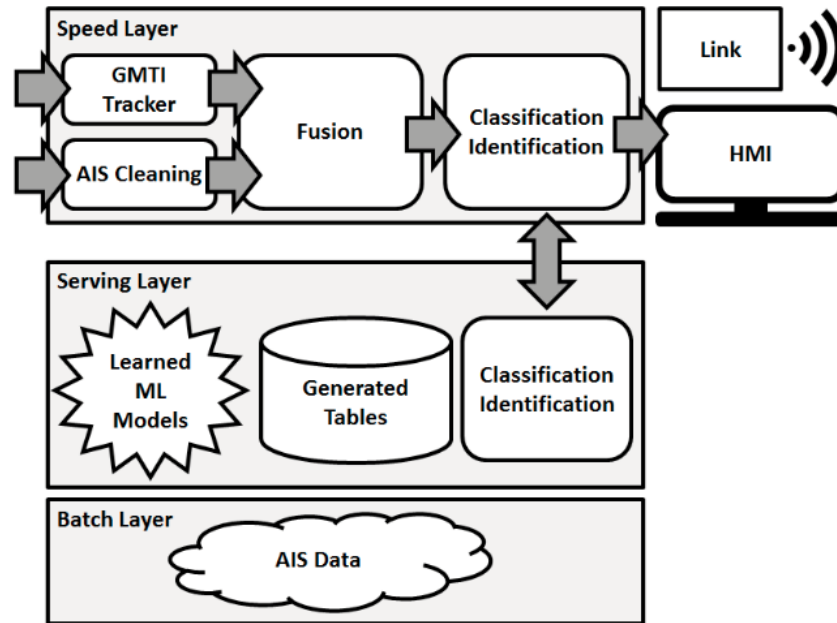 Speed Layer
GMTI
Tracker
AIS Cleaning
Fusion
Classification
Identification
Link
HMI
Serving Layer
Learned
ML
Models
Generated
Tables
Classification
Identification
Batch Layer
AIS Data